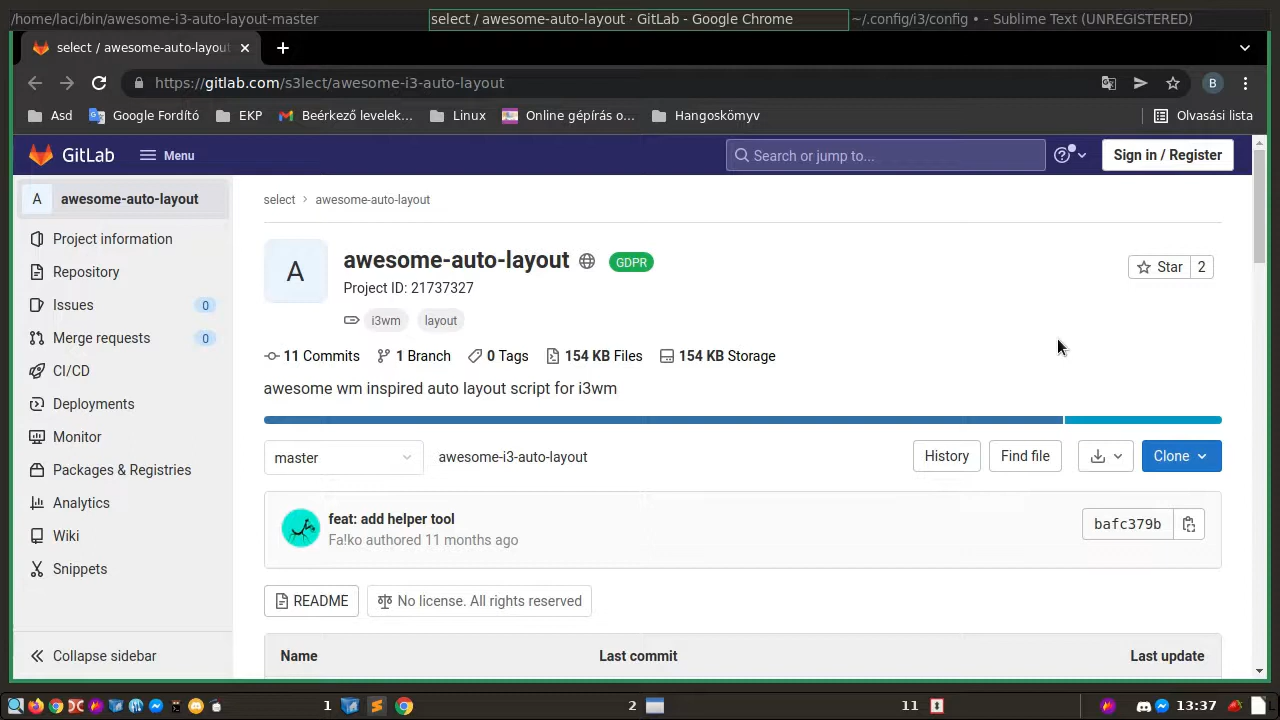 /home/laci/bin/awesome-i3-auto-layout-master
select / awesome-auto-layout · GitLab - Google Chrome
~/.config/i3/config • - Sublime Text (UNREGISTERED)
select / awesome-auto-layout
https://gitlab.com/s3lect/awesome-i3-auto-layout
B
Asd
Google Fordító
EKP
Beérkező levelek...
Linux
Online gépírás o...
Hangoskönyv
Olvasási lista
GitLab
Menu
Search or jump to...
Sign in / Register
A awesome-auto-layout
Project information
Repository
Issues 0
Merge requests 0
CI/CD
Deployments
Monitor
Packages & Registries
Analytics
Wiki
Snippets
Collapse sidebar
select > awesome-auto-layout
A
awesome-auto-layout GDPR
Project ID: 21737327
Star 2
i3wm layout
11 Commits 1 Branch 0 Tags 154 KB Files 154 KB Storage
awesome wm inspired auto layout script for i3wm
master awesome-i3-auto-layout History Find file Clone
feat: add helper tool
Fa!ko authored 11 months ago
bafc379b
README No license. All rights reserved
Name Last commit Last update
1 2 11 13:37